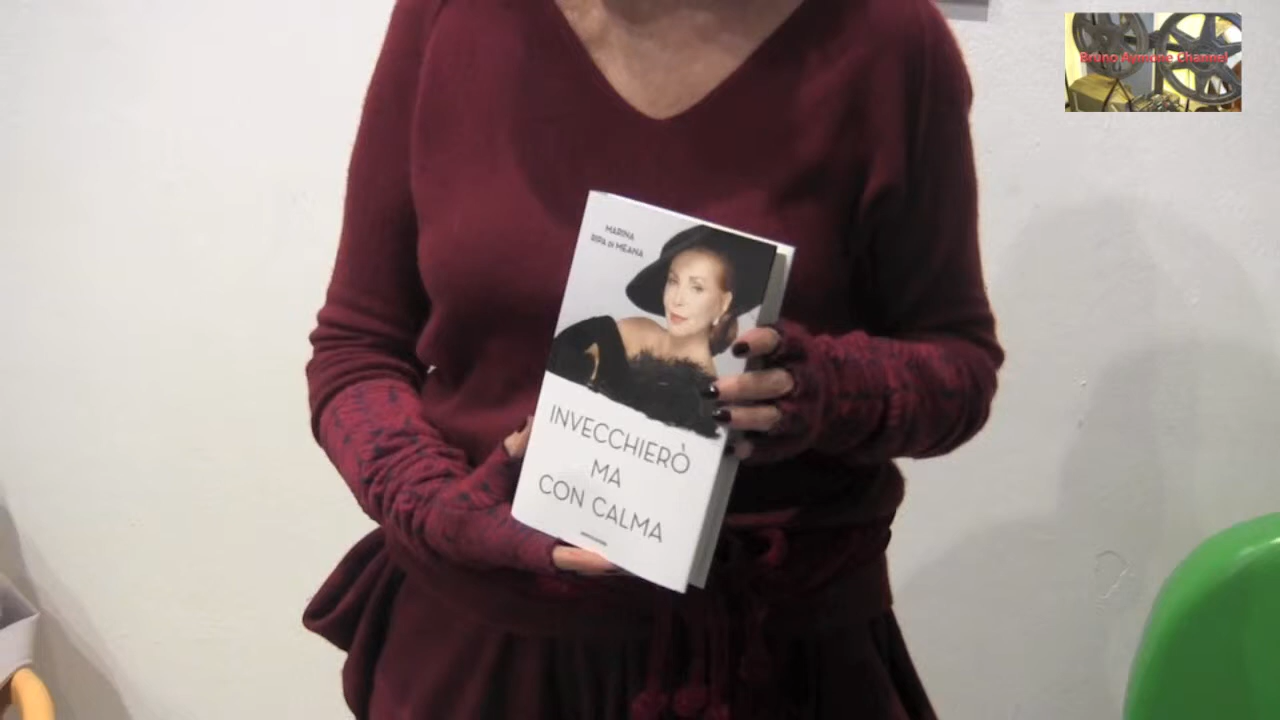 Bruno Aymone Channel
MARINA
RIPA DI MEANA
INVECCHIERÒ
MA
CON CALMA